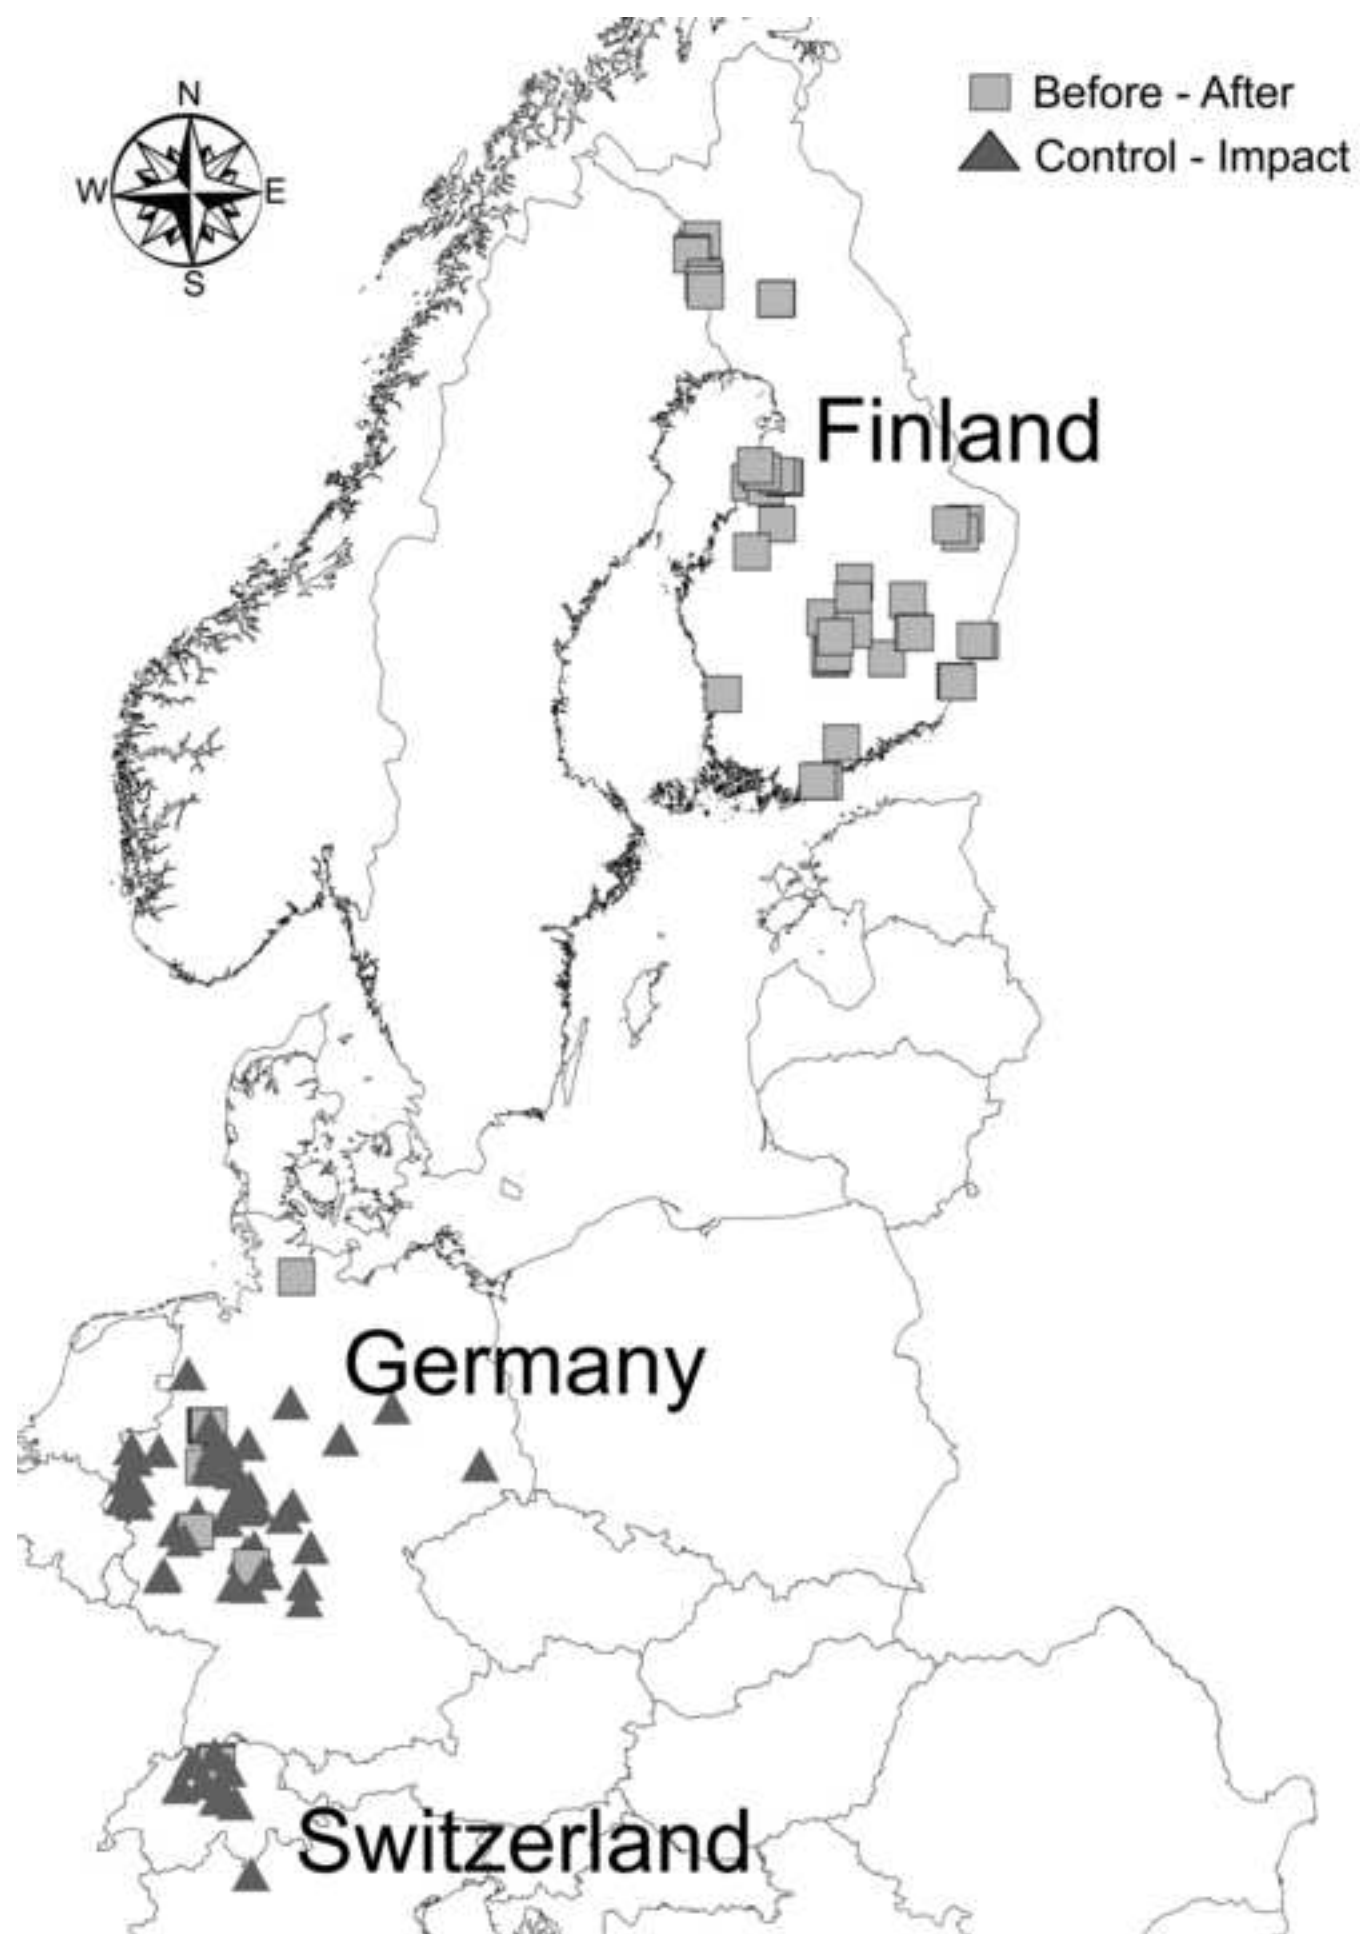 N
W E
S
Before - After
Control - Impact
Finland
Germany
Switzerland